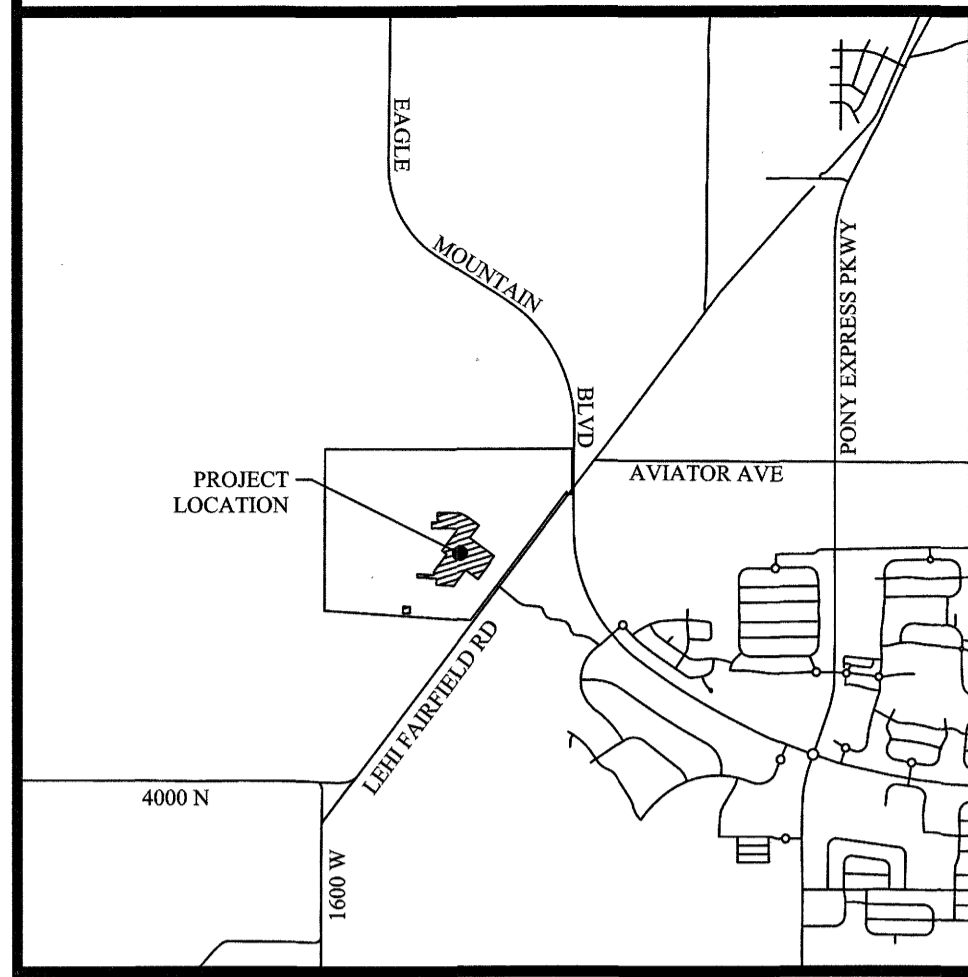 EAGLE
MOUNTAIN
BLVD
PONY EXPRESS PKWY
AVIATOR AVE
PROJECT
LOCATION
LEHI FAIRFIELD RD
4000 N
1600 W